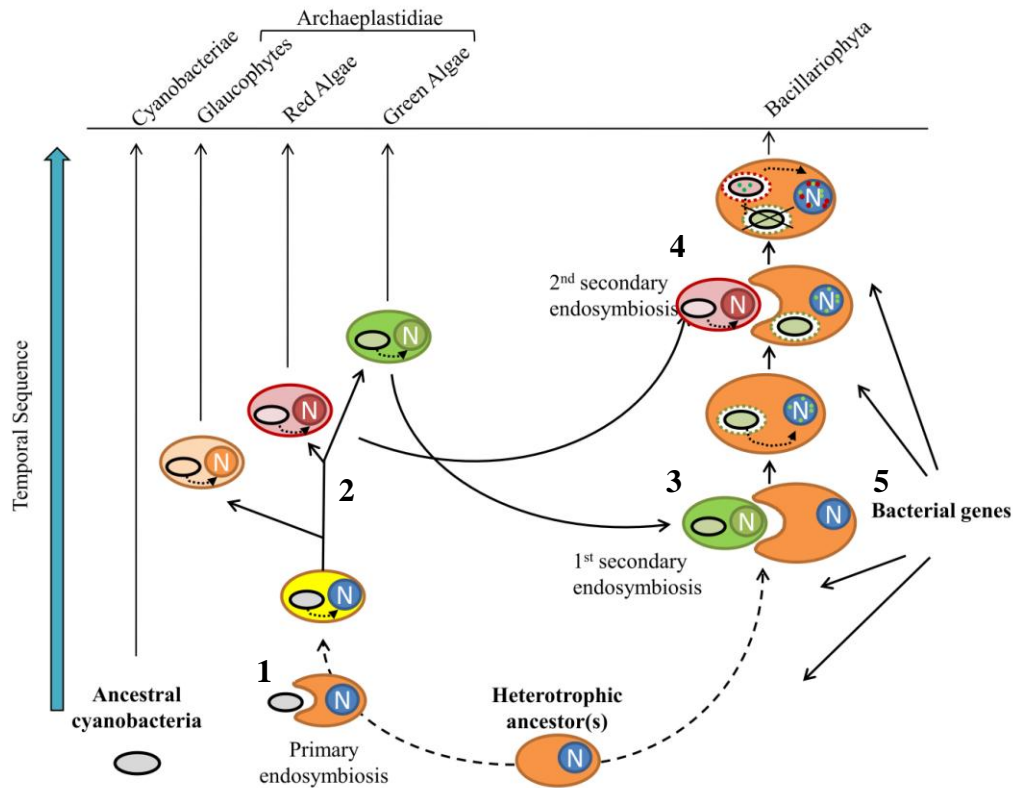 Archaeplastidiae
Cyanobacteriae
Glaucophytes
Red Algae
Green Algae
Bacillariophyta
Temporal Sequence
N
N
4
2nd secondary
endosymbiosis
N
N
N
N
N
N
2
3
N
N
5
Bacterial genes
1st secondary
endosymbiosis
N
1
N
Ancestral
cyanobacteria
Primary
endosymbiosis
Heterotrophic
ancestor(s)
N